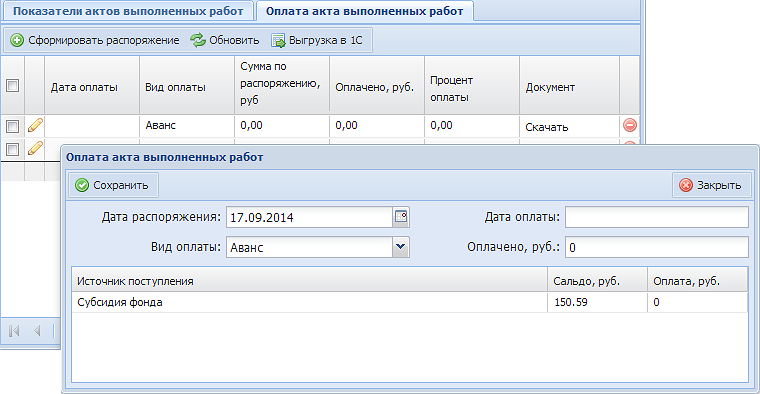 Показатели актов выполненных работ Оплата акта выполненных работ
Сформировать распоряжение Обновить Выгрузка в 1С
Дата оплаты Вид оплаты Сумма по распоряжению, руб Оплачено, руб. Процент оплаты Документ
Аванс 0,00 0,00 0,00 Скачать
Оплата акта выполненных работ
Сохранить Закрыть
Дата распоряжения: 17.09.2014 Дата оплаты:
Вид оплаты: Аванс Оплачено, руб.: 0
Источник поступления Сальдо, руб. Оплата, руб.
Субсидия фонда 150.59 0